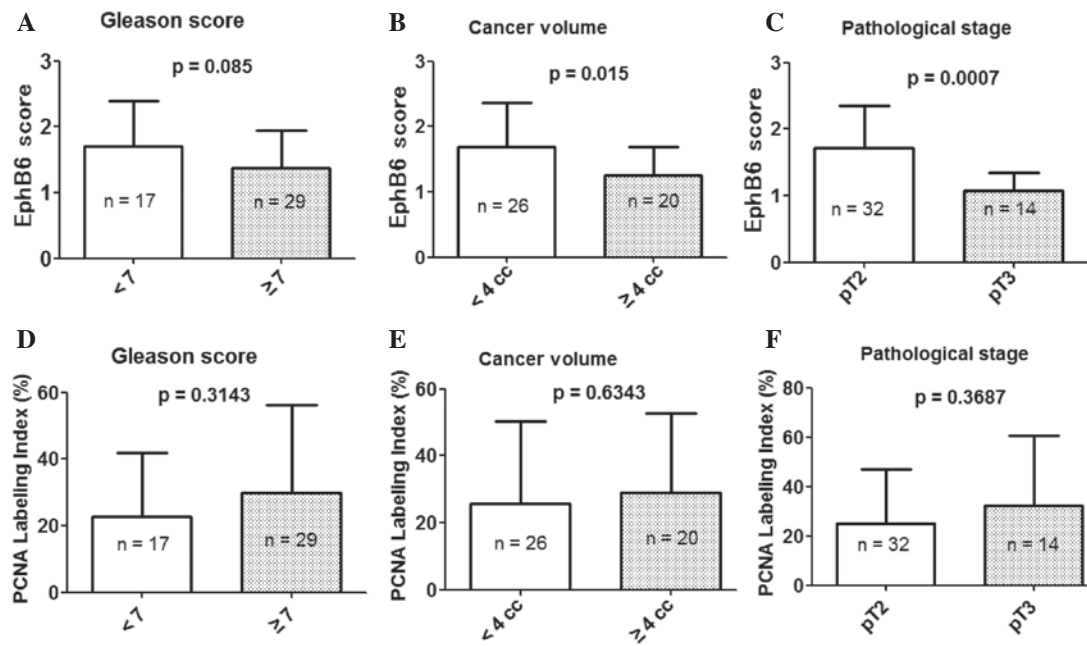 A
Gleason score
EphB6 score
3
2
1
0
p = 0.085
n = 17
n = 29
< 7
≥ 7
B
Cancer volume
EphB6 score
3
2
1
0
p = 0.015
n = 26
n = 20
< 4 cc
≥ 4 cc
C
Pathological stage
EphB6 score
3
2
1
0
p = 0.0007
n = 32
n = 14
pT2
pT3
D
Gleason score
PCNA Labeling Index (%)
60
40
20
0
p = 0.3143
n = 17
n = 29
< 7
≥ 7
E
Cancer volume
PCNA Labeling Index (%)
60
40
20
0
p = 0.6343
n = 26
n = 20
< 4 cc
≥ 4 cc
F
Pathological stage
PCNA Labeling Index (%)
80
60
40
20
0
p = 0.3687
n = 32
n = 14
pT2
pT3